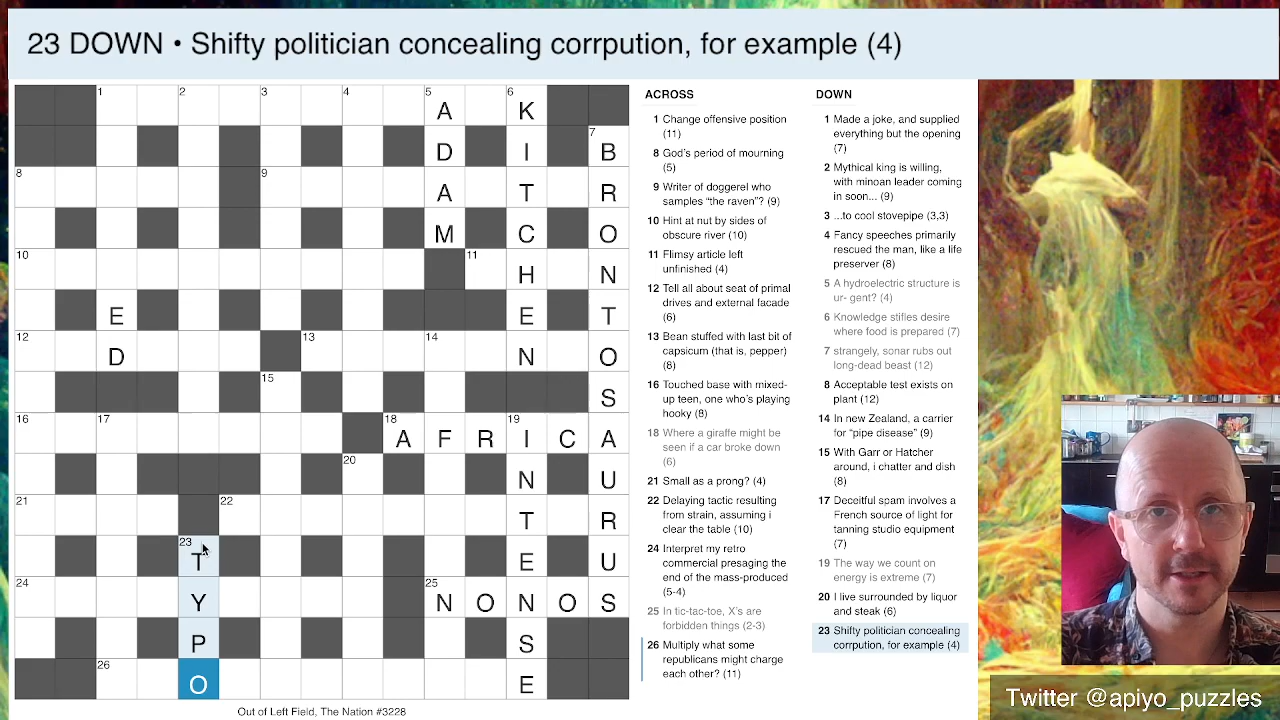 23 DOWN • Shifty politician concealing corrpution, for example (4)
1 2 3 4 5 6
A K
7
D I B
8 9
A T R
M C O
10 11
H N
E E T
12 13 14
D N O
15
S
16 17 18 19
A F R I C A
20
N U
21 22
T R
23
T E U
24 25
Y N O N O S
P S
26
O E
Out of Left Field, The Nation #3228
ACROSS
1 Change offensive position
(11)
8 God's period of mourning
(5)
9 Writer of doggerel who
samples "the raven"? (9)
10 Hint at nut by sides of
obscure river (10)
11 Flimsy article left
unfinished (4)
12 Tell all about seat of primal
drives and external facade
(6)
13 Bean stuffed with last bit of
capsicum (that is, pepper)
(8)
16 Touched base with mixed-
up teen, one who's playing
hooky (8)
18 Where a giraffe might be
seen if a car broke down
(6)
21 Small as a prong? (4)
22 Delaying tactic resulting
from strain, assuming i
clear the table (10)
24 Interpret my retro
commercial presaging the
end of the mass-produced
(5-4)
25 In tic-tac-toe, X's are
forbidden things (2-3)
26 Multiply what some
republicans might charge
each other? (11)
DOWN
1 Made a joke, and supplied
everything but the opening
(7)
2 Mythical king is willing,
with minoan leader coming
in soon... (9)
3 ...to cool stovepipe (3,3)
4 Fancy speeches primarily
rescued the man, like a life
preserver (8)
5 A hydroelectric structure is
ur- gent? (4)
6 Knowledge stifles desire
where food is prepared (7)
7 strangely, sonar rubs out
long-dead beast (12)
8 Acceptable test exists on
plant (12)
14 In new Zealand, a carrier
for "pipe disease" (9)
15 With Garr or Hatcher
around, i chatter and dish
(8)
17 Deceitful spam involves a
French source of light for
tanning studio equipment
(7)
19 The way we count on
energy is extreme (7)
20 I live surrounded by liquor
and steak (6)
23 Shifty politician concealing
corrpution, for example (4)
Twitter @apiyo_puzzles